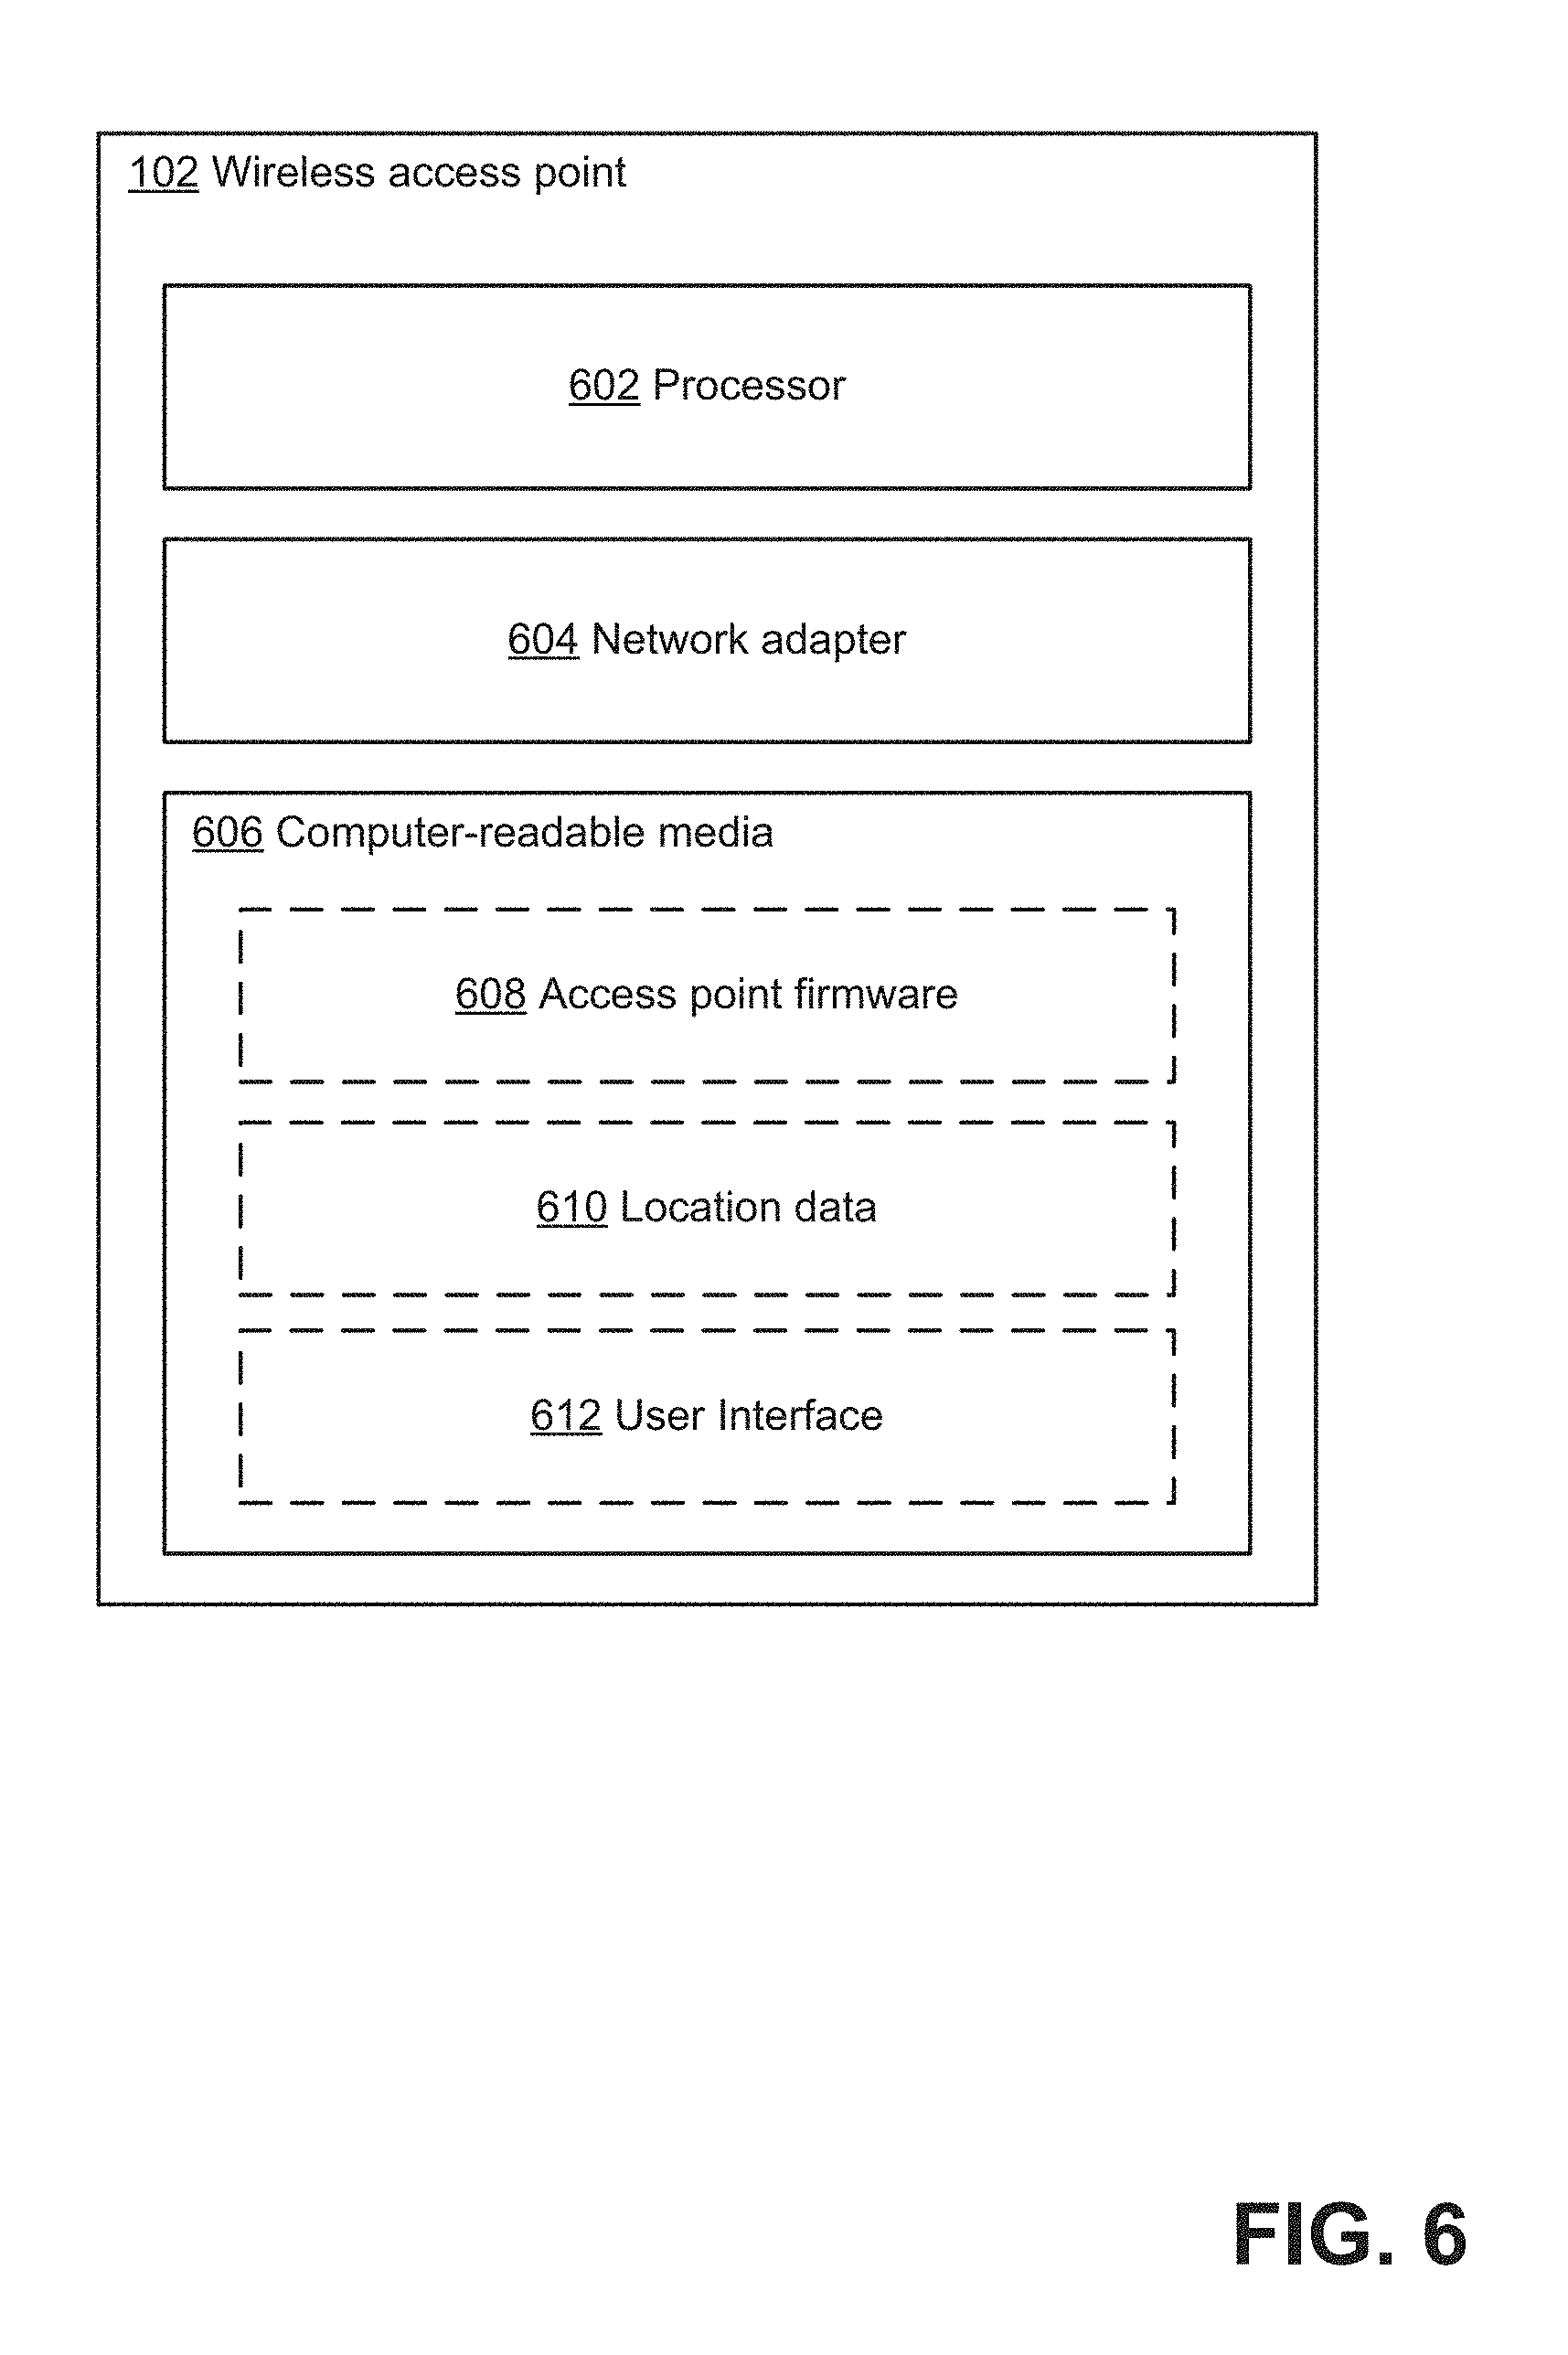 102 Wireless access point
602 Processor
604 Network adapter
606 Computer-readable media
608 Access point firmware
610 Location data
612 User Interface
FIG. 6